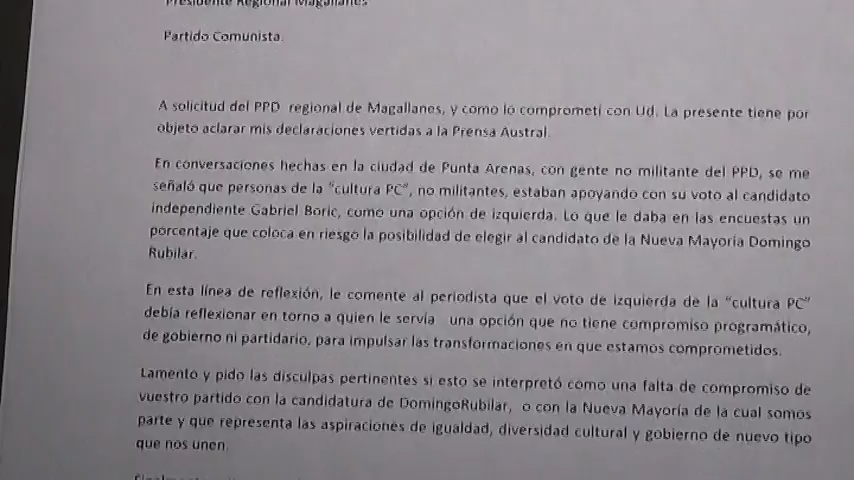 Presidente Regional Magallanes
Partido Comunista.
A solicitud del PPD regional de Magallanes, y como lo comprometí con Ud. La presente tiene por
objeto aclarar mis declaraciones vertidas a la Prensa Austral.
En conversaciones hechas en la ciudad de Punta Arenas, con gente no militante del PPD, se me
señaló que personas de la "cultura PC", no militantes, estaban apoyando con su voto al candidato
independiente Gabriel Boric, como una opción de izquierda. Lo que le daba en las encuestas un
porcentaje que coloca en riesgo la posibilidad de elegir al candidato de la Nueva Mayoría Domingo
Rubilar.
En esta línea de reflexión, le comente al periodista que el voto de izquierda de la "cultura PC"
debía reflexionar en torno a quien le servía una opción que no tiene compromiso programático,
de gobierno ni partidario, para impulsar las transformaciones en que estamos comprometidos.
Lamento y pido las disculpas pertinentes si esto se interpretó como una falta de compromiso de
vuestro partido con la candidatura de DomingoRubilar, o con la Nueva Mayoría de la cual somos
parte y que representa las aspiraciones de igualdad, diversidad cultural y gobierno de nuevo tipo
que nos unen.